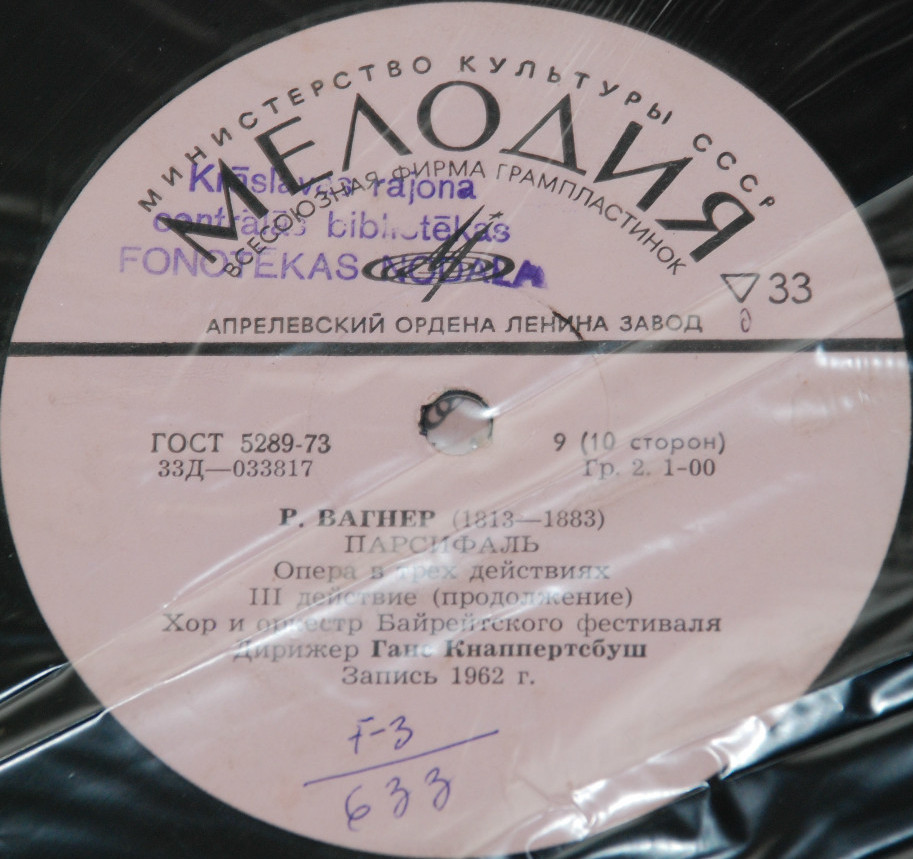 МИНИСТЕРСТВО КУЛЬТУРЫ СССР
МЕЛОДИЯ
ВСЕСОЮЗНАЯ ФИРМА ГРАМПЛАСТИНОК
Krāslavas rajona
centrālās bibliotēkas
FONOTĒKAS NODAĻA
33
д
АПРЕЛЕВСКИЙ ОРДЕНА ЛЕНИНА ЗАВОД
ГОСТ 5289-73
33Д—033817
9 (10 сторон)
Гр. 2. 1-00
Р. ВАГНЕР (1813—1883)
ПАРСИФАЛЬ
Опера в трех действиях
III действие (продолжение)
Хор и оркестр Байрейтского фестиваля
Дирижер Ганс Кнаппертсбуш
Запись 1962 г.
F-3
633